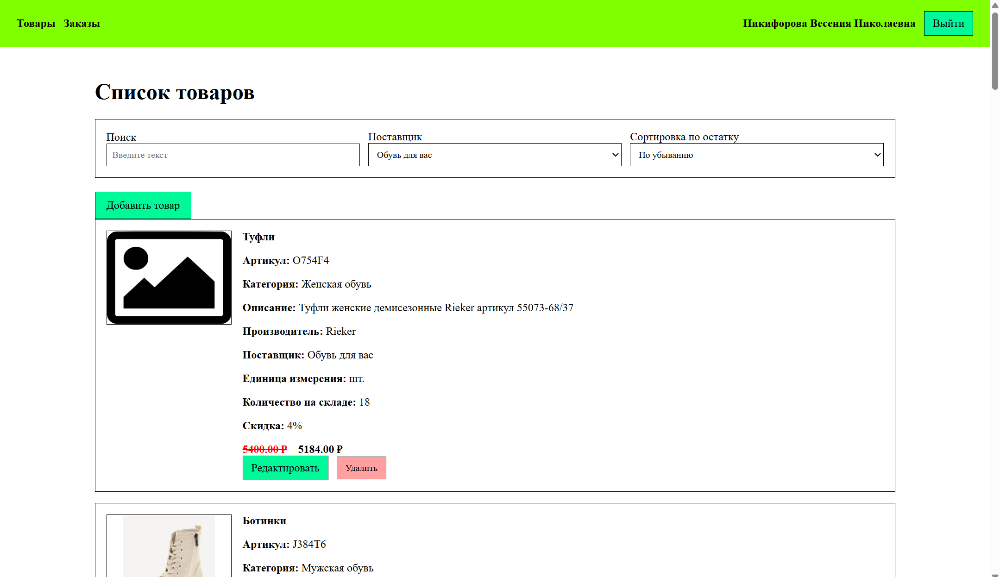 Товары Заказы Никифорова Весения Николаевна Выйти
Список товаров
Поиск Поставщик Сортировка по остатку
Введите текст Обувь для вас По убыванию
Добавить товар
Туфли
Артикул: O754F4
Категория: Женская обувь
Описание: Туфли женские демисезонные Rieker артикул 55073-68/37
Производитель: Rieker
Поставщик: Обувь для вас
Единица измерения: шт.
Количество на складе: 18
Скидка: 4%
5400.00 ₽ 5184.00 ₽
Редактировать Удалить
Ботинки
Артикул: J384T6
Категория: Мужская обувь